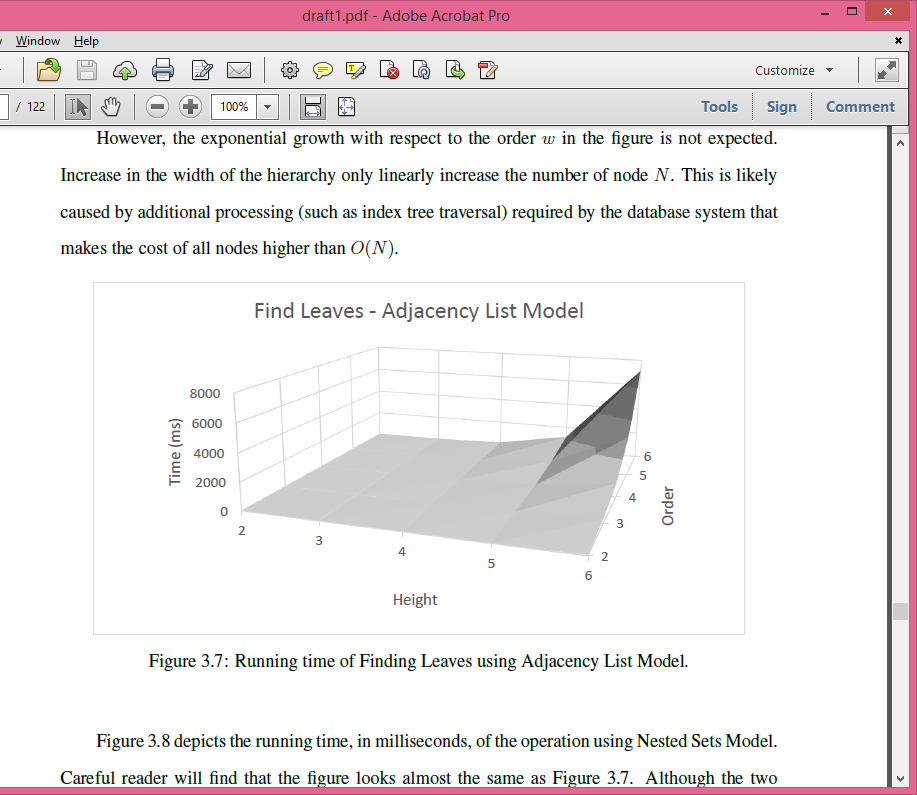 draft1.pdf - Adobe Acrobat Pro
Window Help
Customize
/ 122 100% Tools Sign Comment
However, the exponential growth with respect to the order w in the figure is not expected.
Increase in the width of the hierarchy only linearly increase the number of node N. This is likely
caused by additional processing (such as index tree traversal) required by the database system that
makes the cost of all nodes higher than O(N).
Find Leaves - Adjacency List Model
8000
6000
4000
2000
0
Time (ms)
2
3
4
5
6
Height
6
5
4
3
2
Order
Figure 3.7: Running time of Finding Leaves using Adjacency List Model.
Figure 3.8 depicts the running time, in milliseconds, of the operation using Nested Sets Model.
Careful reader will find that the figure looks almost the same as Figure 3.7. Although the two